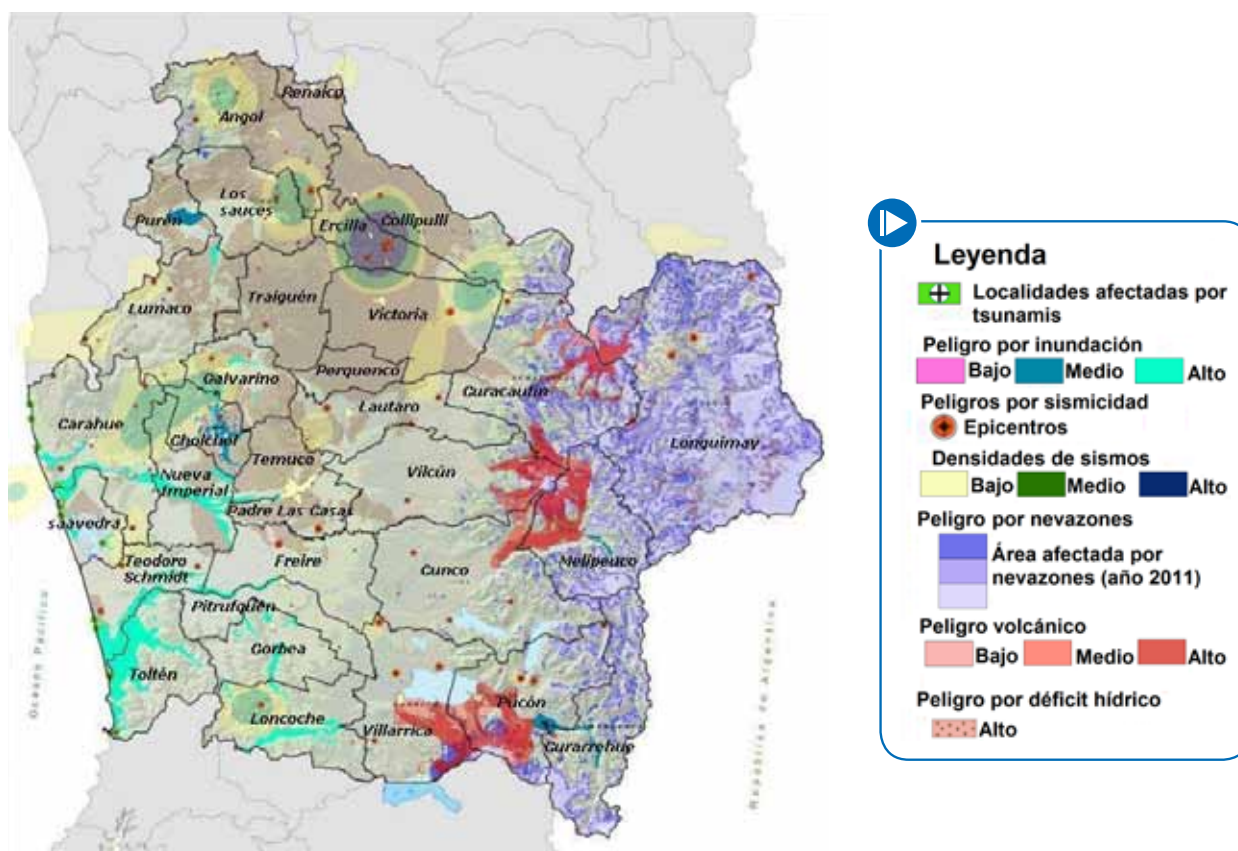 Angol
Renaico
Los
sauces
Purén
Ercilla
Collipulli
Lumaco
Traiguén
Victoria
Perquenco
Galvarino
Curacautín
Lautaro
Carahue
Cholchol
Temuco
Vilcún
Lonquimay
Nueva
Imperial
Padre Las Casas
saavedra
Teodoro
Schmidt
Freire
Cunco
Melipeuco
Pitrufquén
Gorbea
Toltén
Loncoche
Villarrica
Pucón
Curarrehue
Oceano Pacífico
República de Argentina
Leyenda
Localidades afectadas por
tsunamis
Peligro por inundación
Bajo Medio Alto
Peligros por sismicidad
Epicentros
Densidades de sismos
Bajo Medio Alto
Peligro por nevazones
Área afectada por
nevazones (año 2011)
Peligro volcánico
Bajo Medio Alto
Peligro por déficit hídrico
Alto